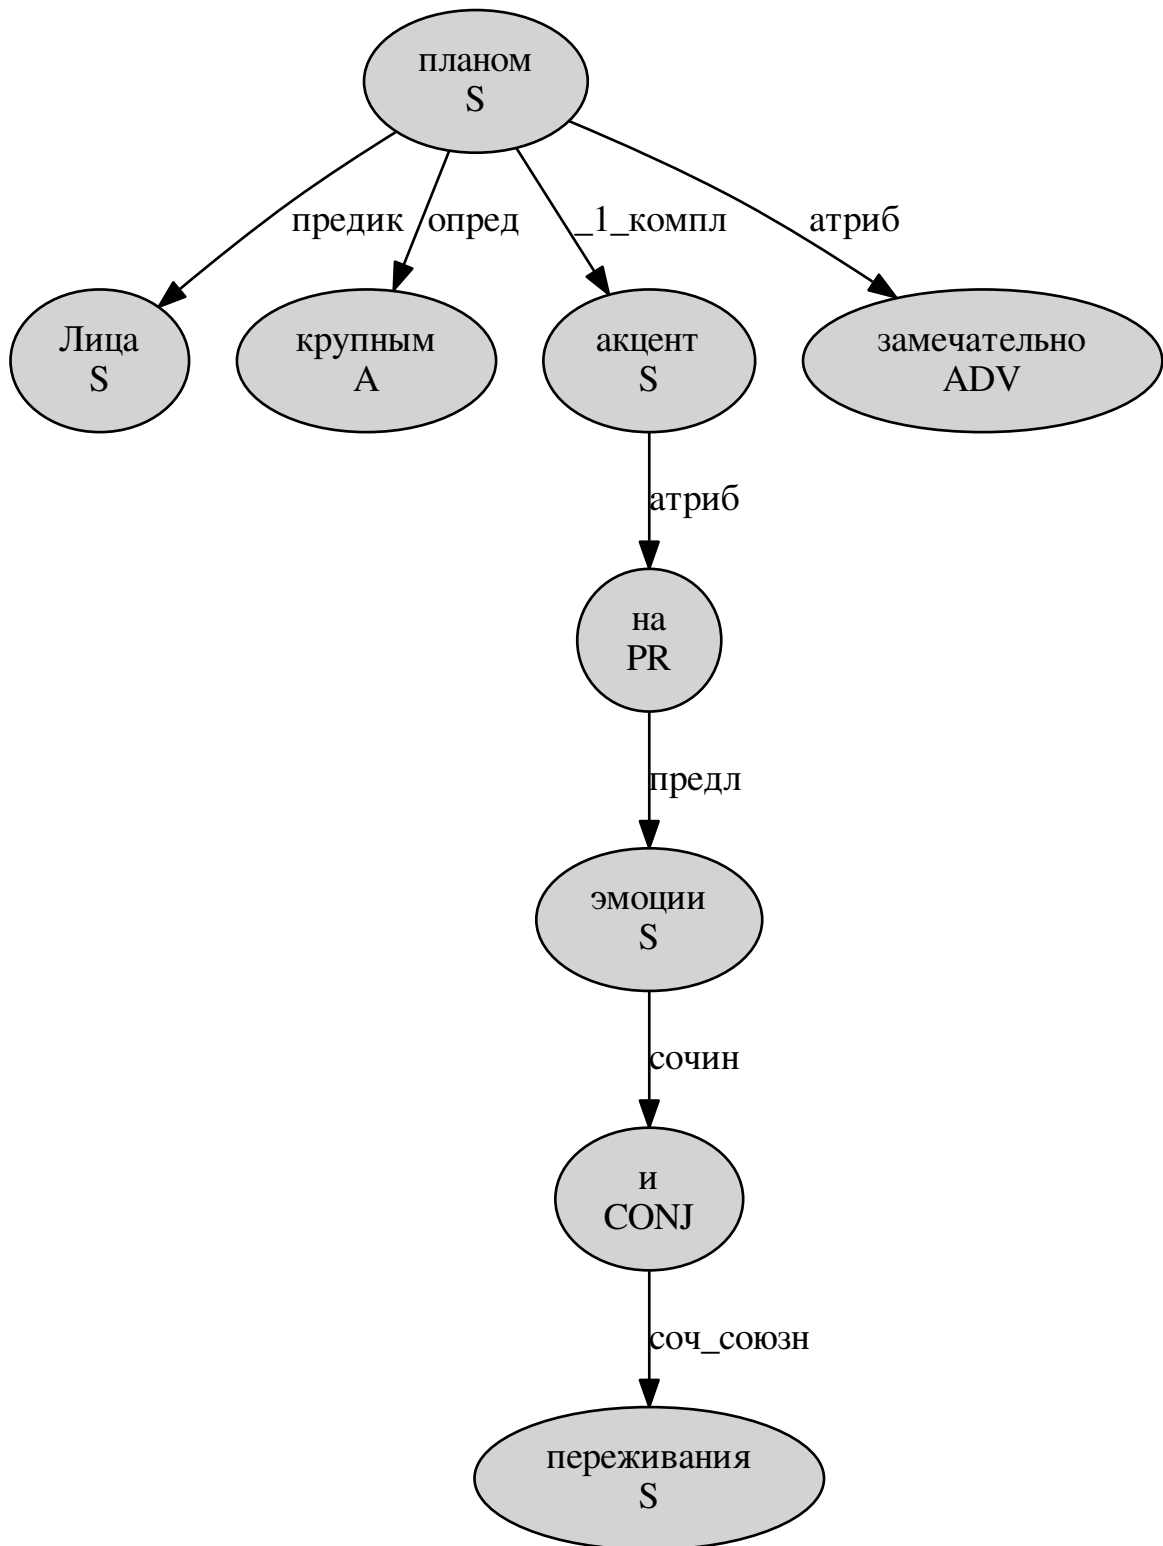 планом
S
предик
опред
_1_компл
атриб
Лица
S
крупным
A
акцент
S
замечательно
ADV
атриб
на
PR
предл
эмоции
S
сочин
и
CONJ
соч_союзн
переживания
S